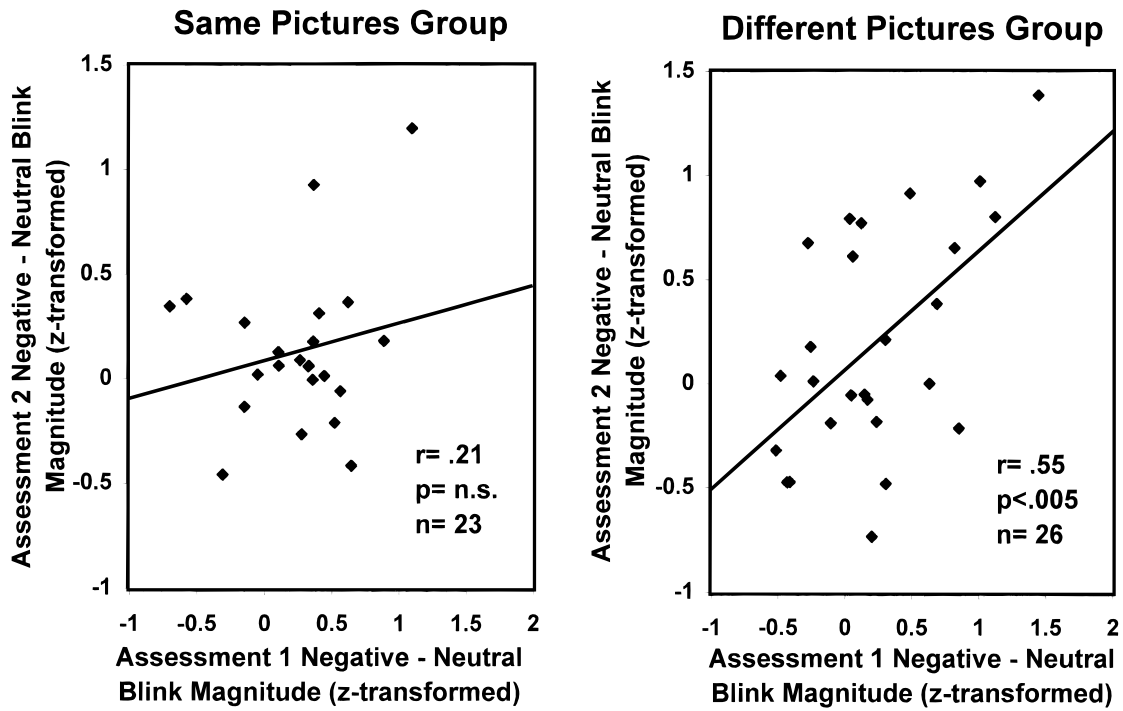 Same Pictures Group
Assessment 2 Negative - Neutral Blink
Magnitude (z-transformed)
1.5
1
0.5
0
-0.5
-1
r= .21
p= n.s.
n= 23
-1 -0.5 0 0.5 1 1.5 2
Assessment 1 Negative - Neutral
Blink Magnitude (z-transformed)
Different Pictures Group
Assessment 2 Negative - Neutral Blink
Magnitude (z-transformed)
1.5
1
0.5
0
-0.5
-1
r= .55
p<.005
n= 26
-1 -0.5 0 0.5 1 1.5 2
Assessment 1 Negative - Neutral
Blink Magnitude (z-transformed)